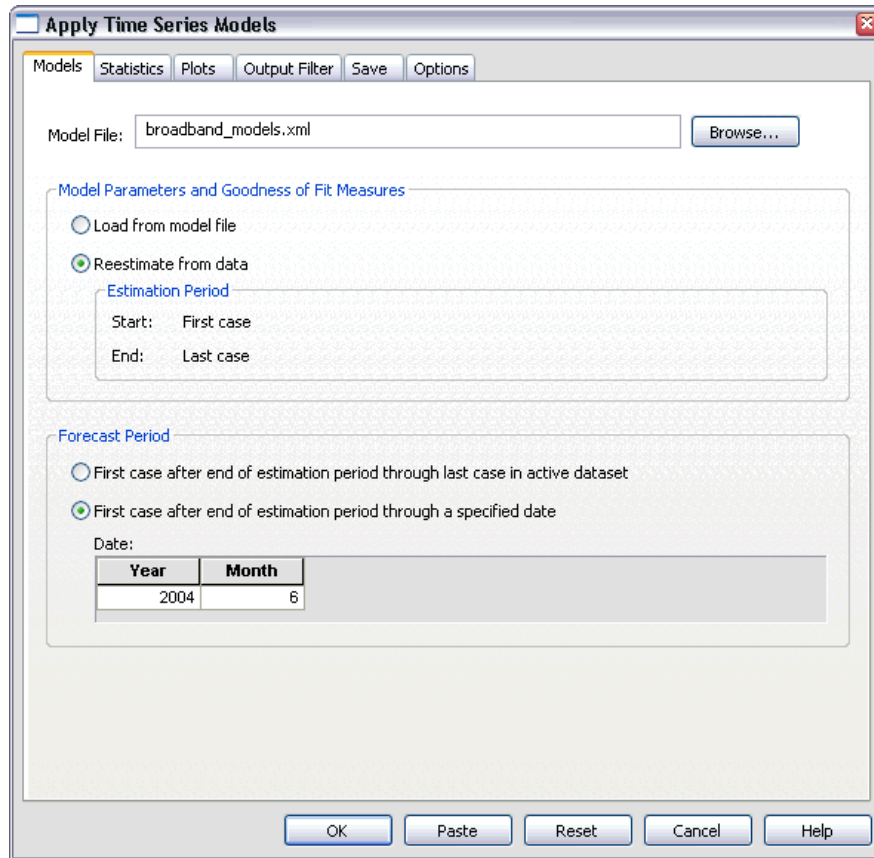 Apply Time Series Models
Models Statistics Plots Output Filter Save Options
Model File: broadband_models.xml Browse...
Model Parameters and Goodness of Fit Measures
Load from model file
Reestimate from data
Estimation Period
Start: First case
End: Last case
Forecast Period
First case after end of estimation period through last case in active dataset
First case after end of estimation period through a specified date
Date:
Year Month
2004 6
OK Paste Reset Cancel Help